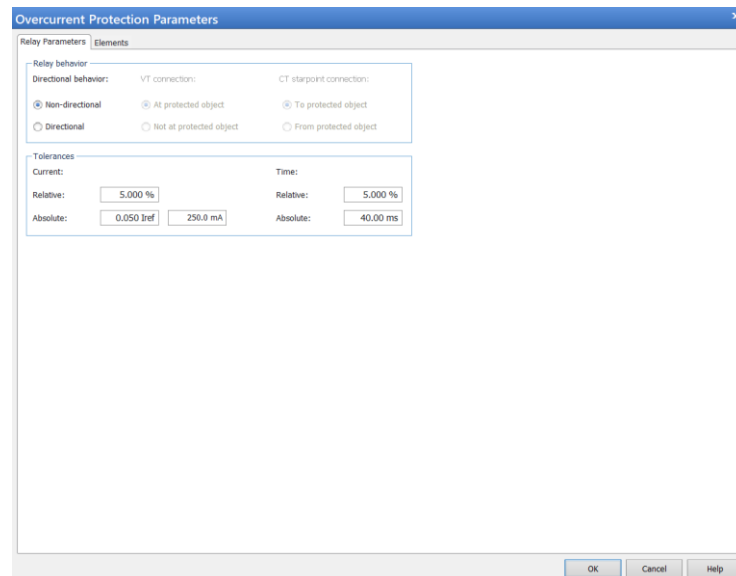 Overcurrent Protection Parameters
Relay Parameters Elements
Relay behavior
Directional behavior: VT connection: CT starpoint connection:
Non-directional At protected object To protected object
Directional Not at protected object From protected object
Tolerances
Current: Time:
Relative: 5.000 % Relative: 5.000 %
Absolute: 0.050 Iref 250.0 mA Absolute: 40.00 ms
OK Cancel Help